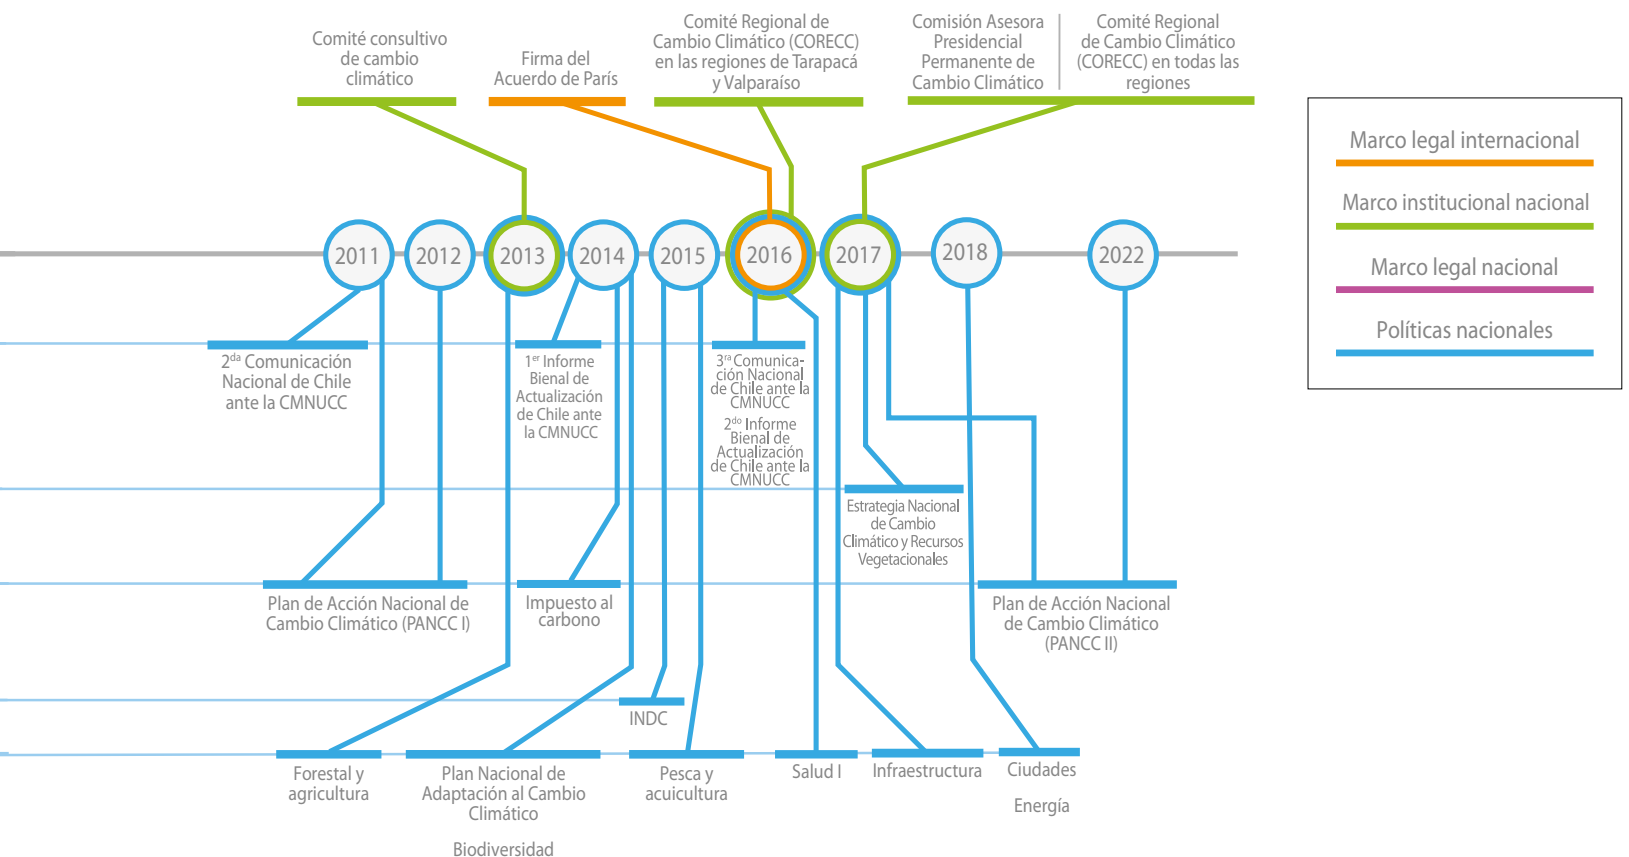 Comité consultivo
de cambio
climático
Firma del
Acuerdo de París
Comité Regional de
Cambio Climático (CORECC)
en las regiones de Tarapacá
y Valparaíso
Comisión Asesora
Presidencial
Permanente de
Cambio Climático
Comité Regional
de Cambio Climático
(CORECC) en todas las
regiones
Marco legal internacional
Marco institucional nacional
Marco legal nacional
Políticas nacionales
2011
2012
2013
2014
2015
2016
2017
2018
2022
2da Comunicación
Nacional de Chile
ante la CMNUCC
1er Informe
Bienal de
Actualización
de Chile ante
la CMNUCC
3ra Comunica-
ción Nacional
de Chile ante la
CMNUCC
2do Informe
Bienal de
Actualización
de Chile ante la
CMNUCC
Estrategia Nacional
de Cambio
Climático y Recursos
Vegetacionales
Plan de Acción Nacional de
Cambio Climático (PANCC I)
Impuesto al
carbono
Plan de Acción Nacional
de Cambio Climático
(PANCC II)
INDC
Forestal y
agricultura
Plan Nacional de
Adaptación al Cambio
Climático
Biodiversidad
Pesca y
acuicultura
Salud I
Infraestructura
Ciudades
Energía